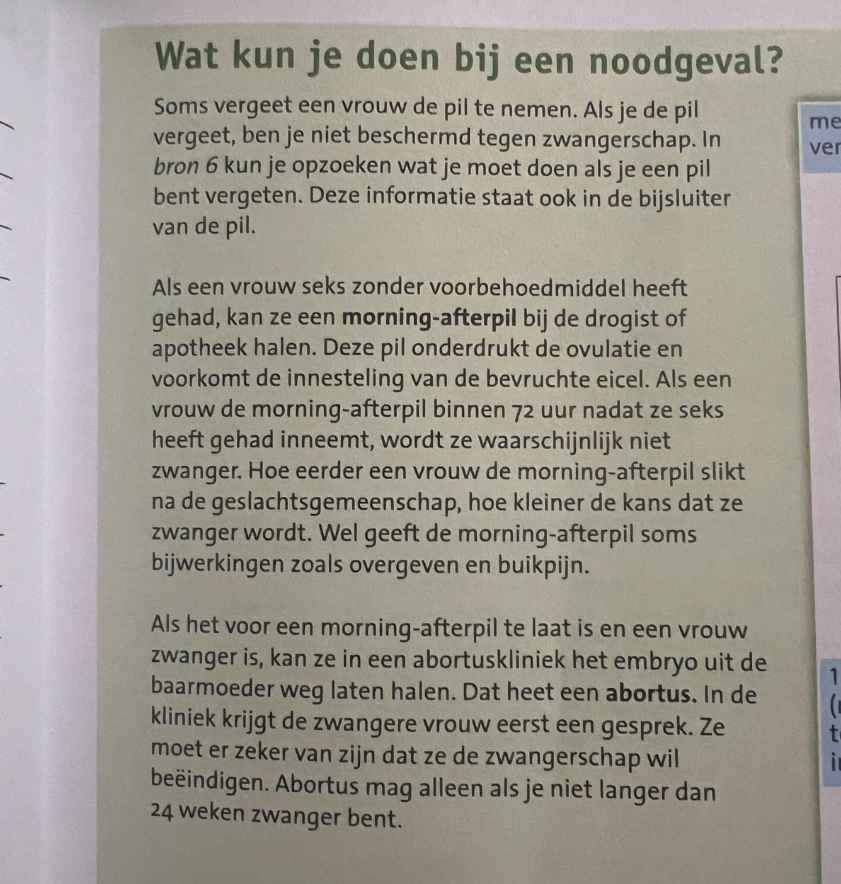 Wat kun je doen bij een noodgeval?
Soms vergeet een vrouw de pil te nemen. Als je de pil
vergeet, ben je niet beschermd tegen zwangerschap. In
bron 6 kun je opzoeken wat je moet doen als je een pil
bent vergeten. Deze informatie staat ook in de bijsluiter
van de pil.
Als een vrouw seks zonder voorbehoedmiddel heeft
gehad, kan ze een morning-afterpil bij de drogist of
apotheek halen. Deze pil onderdrukt de ovulatie en
voorkomt de innesteling van de bevruchte eicel. Als een
vrouw de morning-afterpil binnen 72 uur nadat ze seks
heeft gehad inneemt, wordt ze waarschijnlijk niet
zwanger. Hoe eerder een vrouw de morning-afterpil slikt
na de geslachtsgemeenschap, hoe kleiner de kans dat ze
zwanger wordt. Wel geeft de morning-afterpil soms
bijwerkingen zoals overgeven en buikpijn.
Als het voor een morning-afterpil te laat is en een vrouw
zwanger is, kan ze in een abortuskliniek het embryo uit de
baarmoeder weg laten halen. Dat heet een abortus. In de
kliniek krijgt de zwangere vrouw eerst een gesprek. Ze
moet er zeker van zijn dat ze de zwangerschap wil
beëindigen. Abortus mag alleen als je niet langer dan
24 weken zwanger bent.
me
ver
1